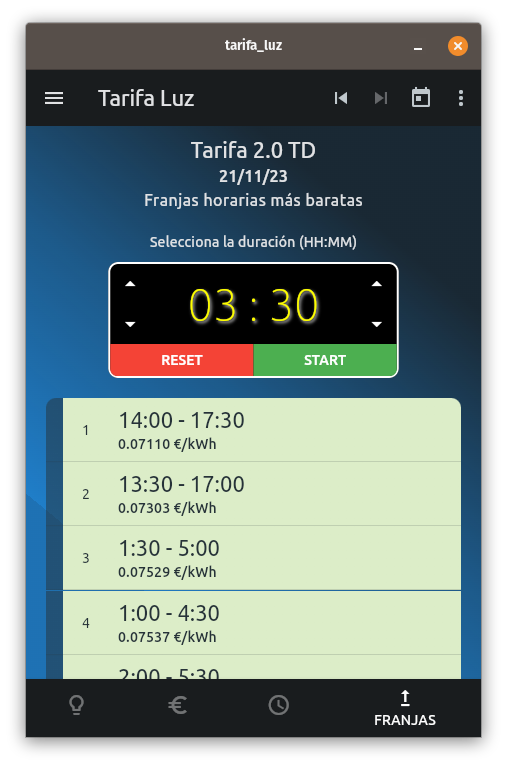 tarifa_luz
Tarifa Luz
Tarifa 2.0 TD
21/11/23
Franjas horarias más baratas
Selecciona la duración (HH:MM)
03 : 30
RESET START
1 14:00 - 17:30
0.07110 €/kWh
2 13:30 - 17:00
0.07303 €/kWh
3 1:30 - 5:00
0.07529 €/kWh
4 1:00 - 4:30
0.07537 €/kWh
2:00 - 5:30
FRANJAS